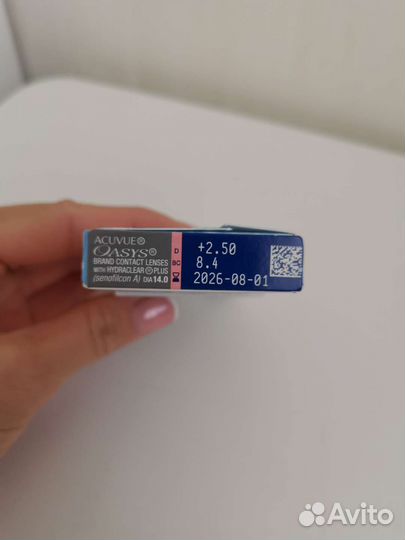 ACUVUE®
OASYS®
BRAND CONTACT LENSES
WITH HYDRACLEAR® PLUS
(senofilcon A) DIA 14.0
D +2.50
BC 8.4
2026-08-01
Avito